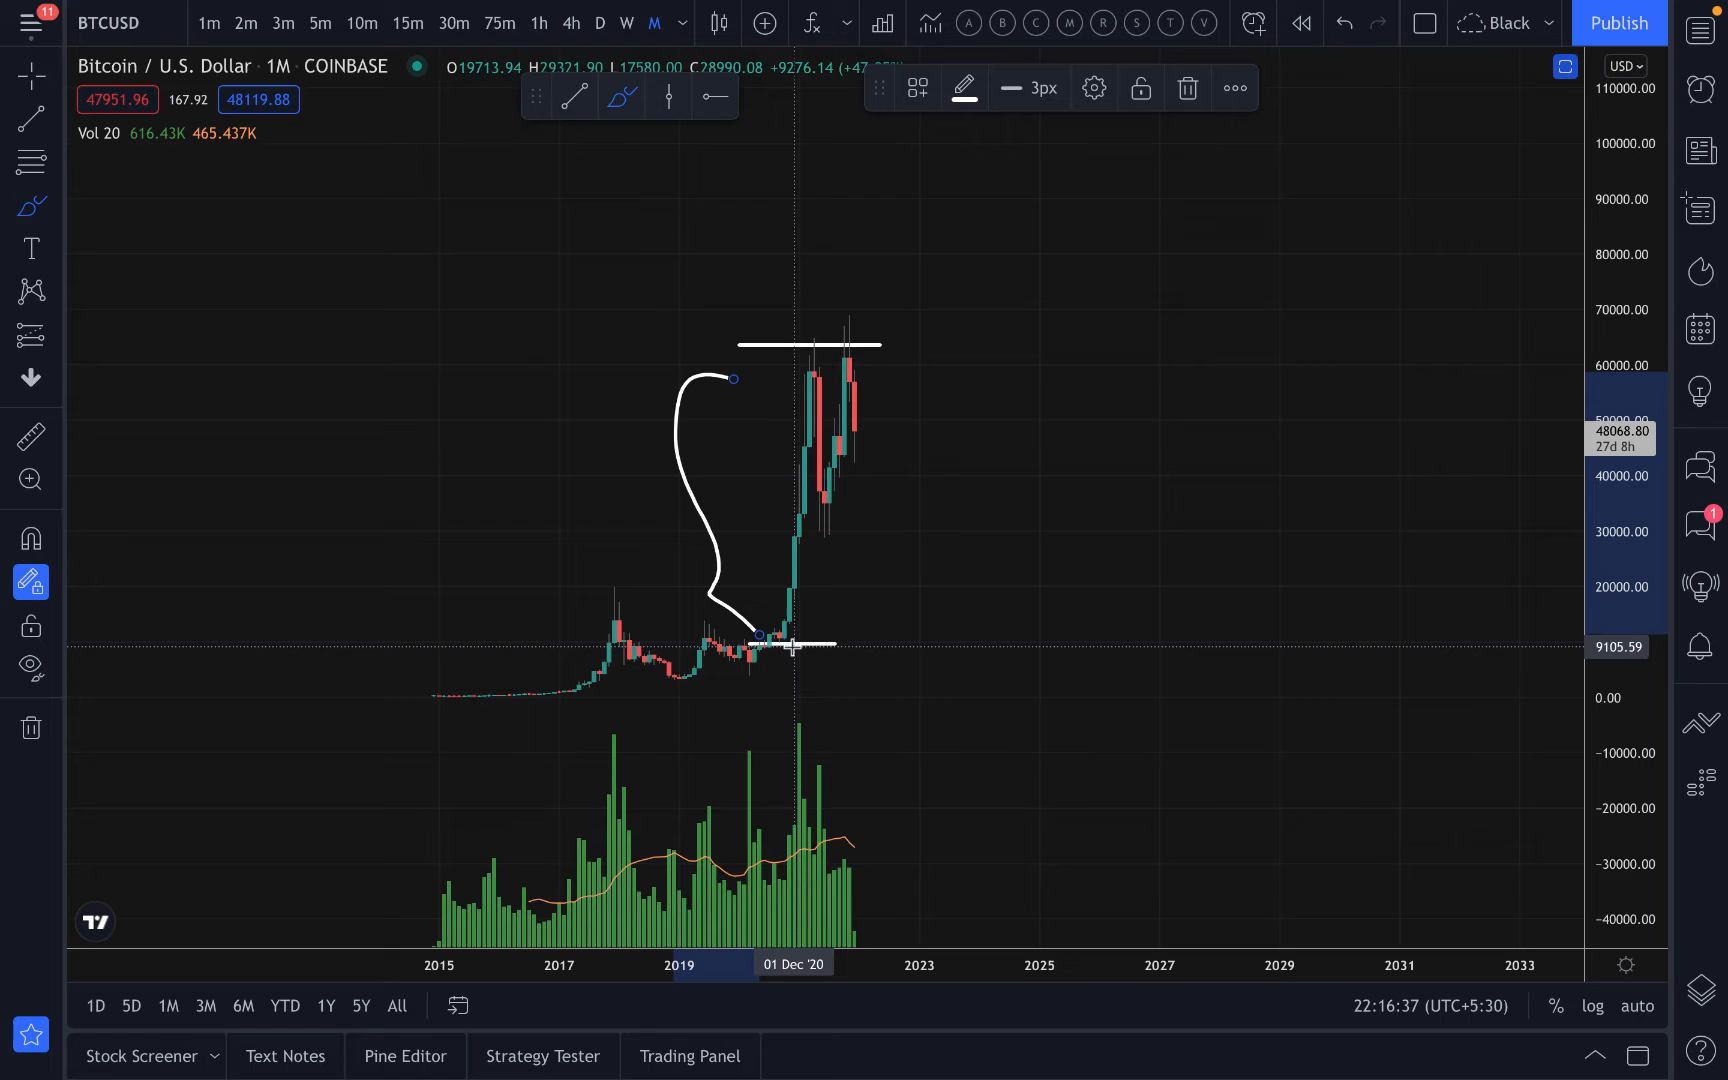 11
BTCUSD
1m 2m 3m 5m 10m 15m 30m 75m 1h 4h D W M
A B C M R S T V
Black
Publish
Bitcoin / U.S. Dollar · 1M · COINBASE
O19713.94 H29321.90 L17580.00 C28990.08 +9276.14
47951.96 167.92 48119.88
3px
USD
Vol 20 616.43K 465.437K
110000.00
100000.00
90000.00
80000.00
70000.00
60000.00
50000.00
48068.80
27d 8h
40000.00
30000.00
20000.00
9105.59
0.00
−10000.00
−20000.00
−30000.00
−40000.00
1
T
2015 2017 2019 01 Dec '20 2023 2025 2027 2029 2031 2033
1D 5D 1M 3M 6M YTD 1Y 5Y All
22:16:37 (UTC+5:30) % log auto
Stock Screener Text Notes Pine Editor Strategy Tester Trading Panel